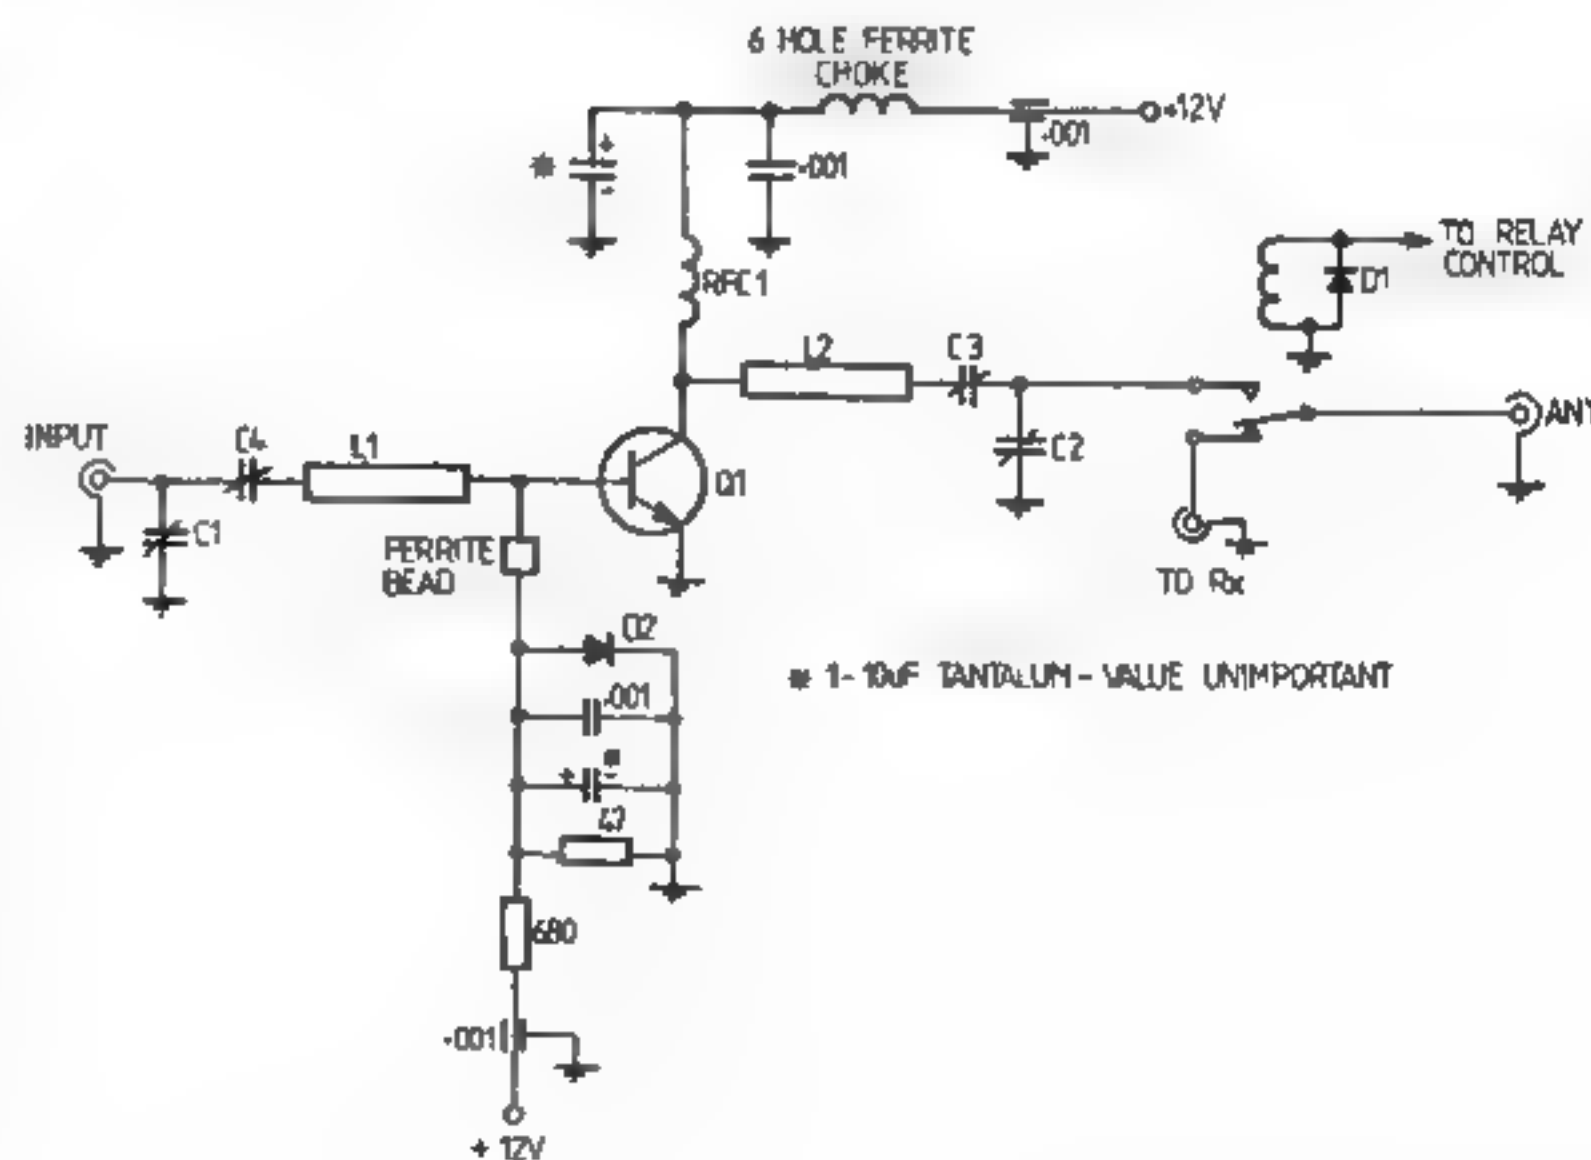 6 HOLE FERRITE
CHOKE
+12V
.001
*
+
-
.001
TO RELAY
CONTROL
D1
RFC1
L2
C3
INPUT
C4
L1
Q1
C2
ANT
C1
FERRITE
BEAD
TO Rx
D2
* 1-10uF TANTALUM - VALUE UNIMPORTANT
.001
+
*
-
680
.001
+ 12V